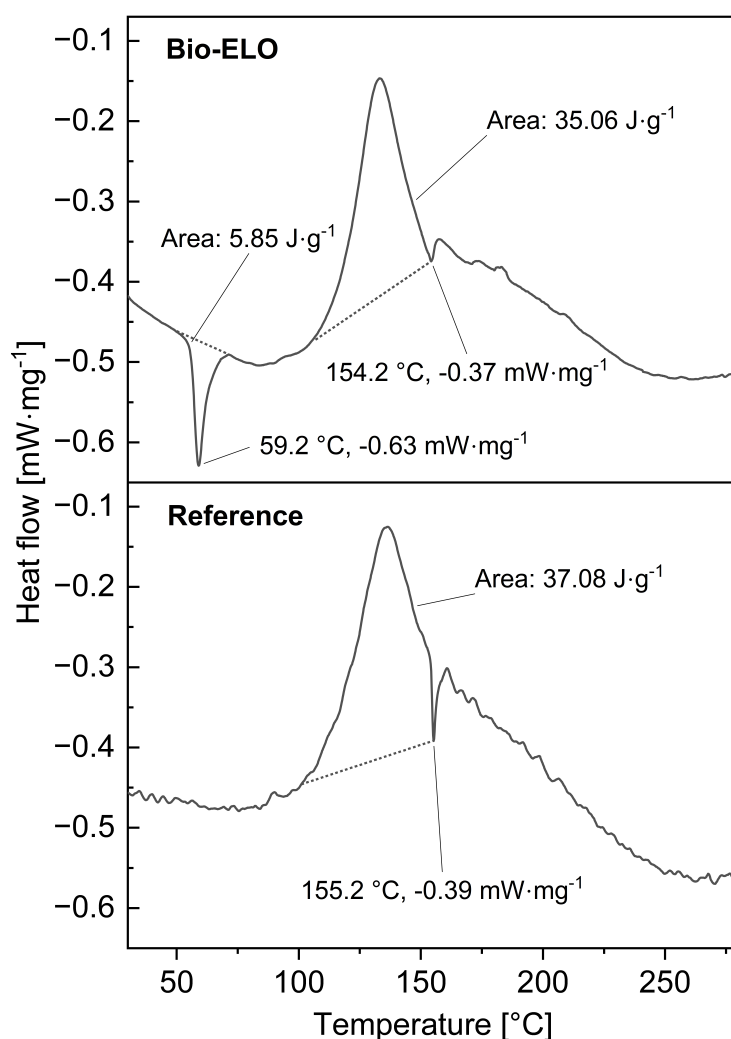 Bio-ELO
Area: 35.06 J·g⁻¹
Area: 5.85 J·g⁻¹
154.2 °C, -0.37 mW·mg⁻¹
59.2 °C, -0.63 mW·mg⁻¹
−0.1
−0.2
−0.3
−0.4
−0.5
−0.6
Heat flow [mW·mg⁻¹]
Reference
Area: 37.08 J·g⁻¹
155.2 °C, -0.39 mW·mg⁻¹
−0.1
−0.2
−0.3
−0.4
−0.5
−0.6
50 100 150 200 250
Temperature [°C]